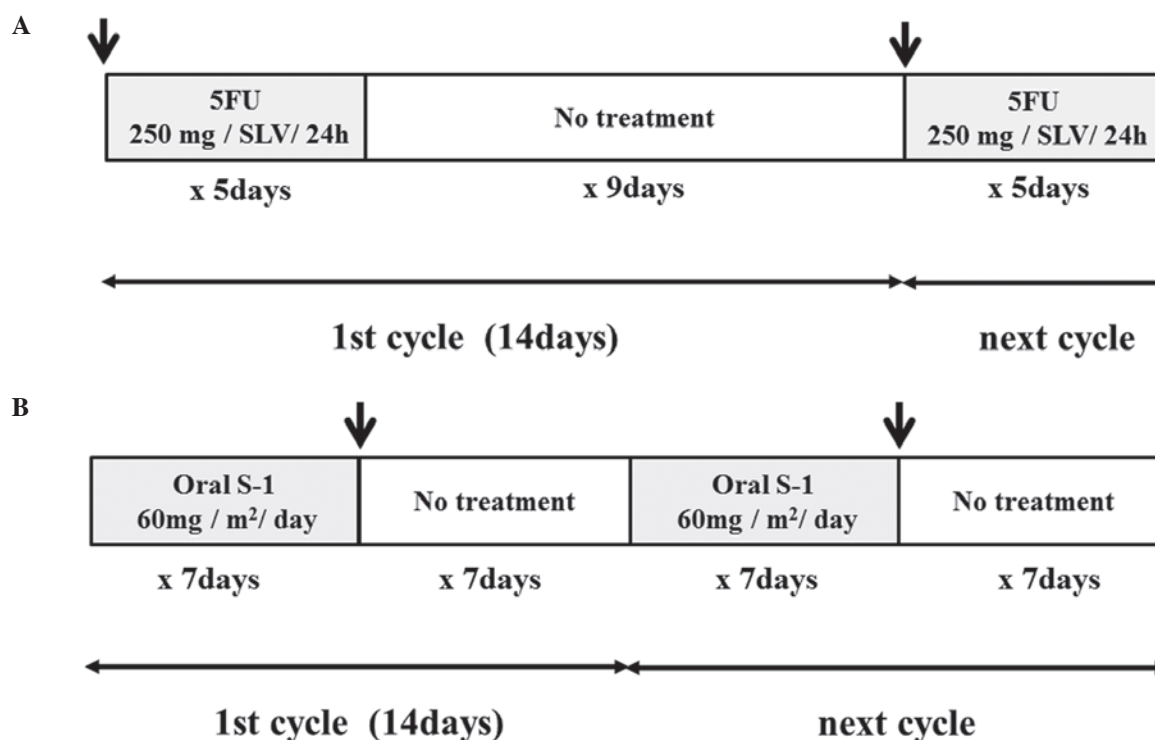 A
5FU
250 mg / SLV/ 24h
No treatment
5FU
250 mg / SLV/ 24h
x 5days
x 9days
x 5days
1st cycle (14days)
next cycle
B
Oral S-1
60mg / m²/ day
No treatment
Oral S-1
60mg / m²/ day
No treatment
x 7days
x 7days
x 7days
x 7days
1st cycle (14days)
next cycle